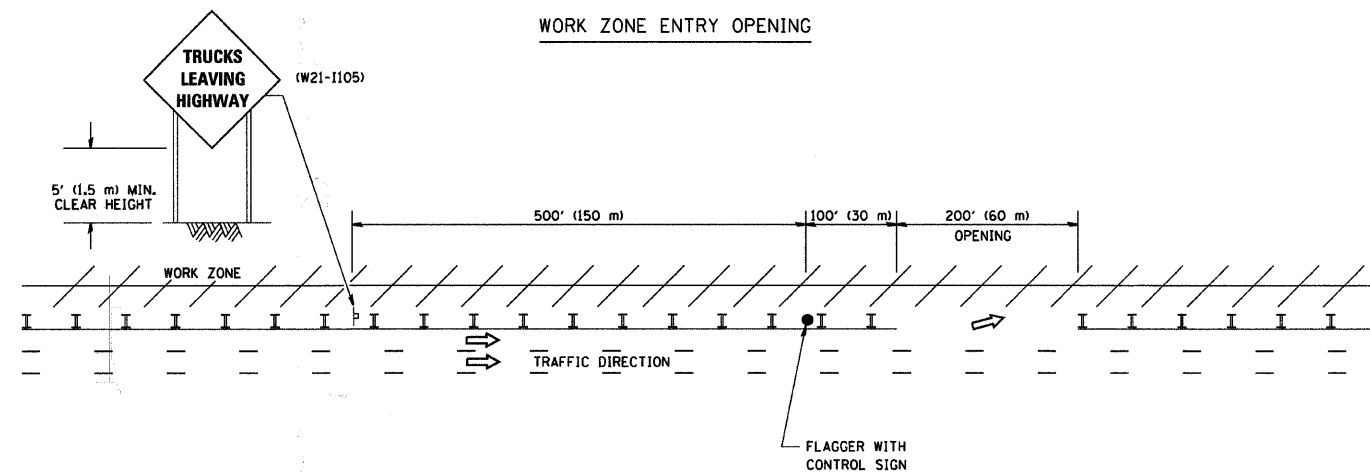 WORK ZONE ENTRY OPENING
TRUCKS
LEAVING
HIGHWAY
(W21-I105)
5' (1.5 m) MIN.
CLEAR HEIGHT
500' (150 m)
100' (30 m)
200' (60 m)
OPENING
WORK ZONE
TRAFFIC DIRECTION
FLAGGER WITH
CONTROL SIGN